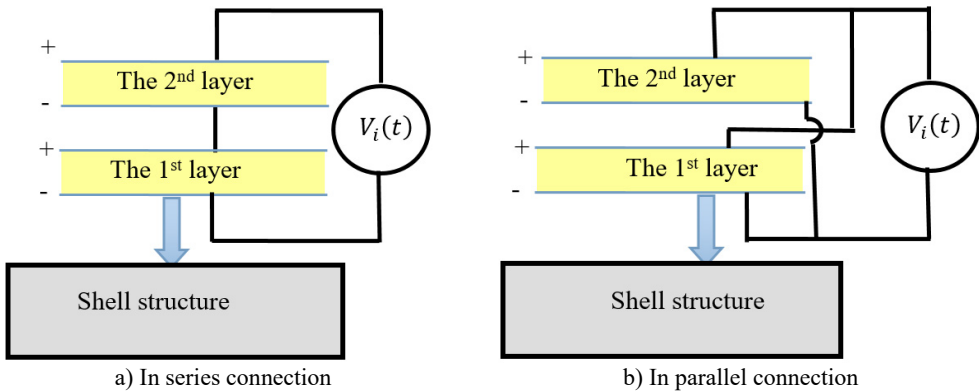 +
The 2nd layer
-
+
The 1st layer
-
Vi(t)
Shell structure
a) In series connection
+
The 2nd layer
-
+
The 1st layer
-
Vi(t)
Shell structure
b) In parallel connection